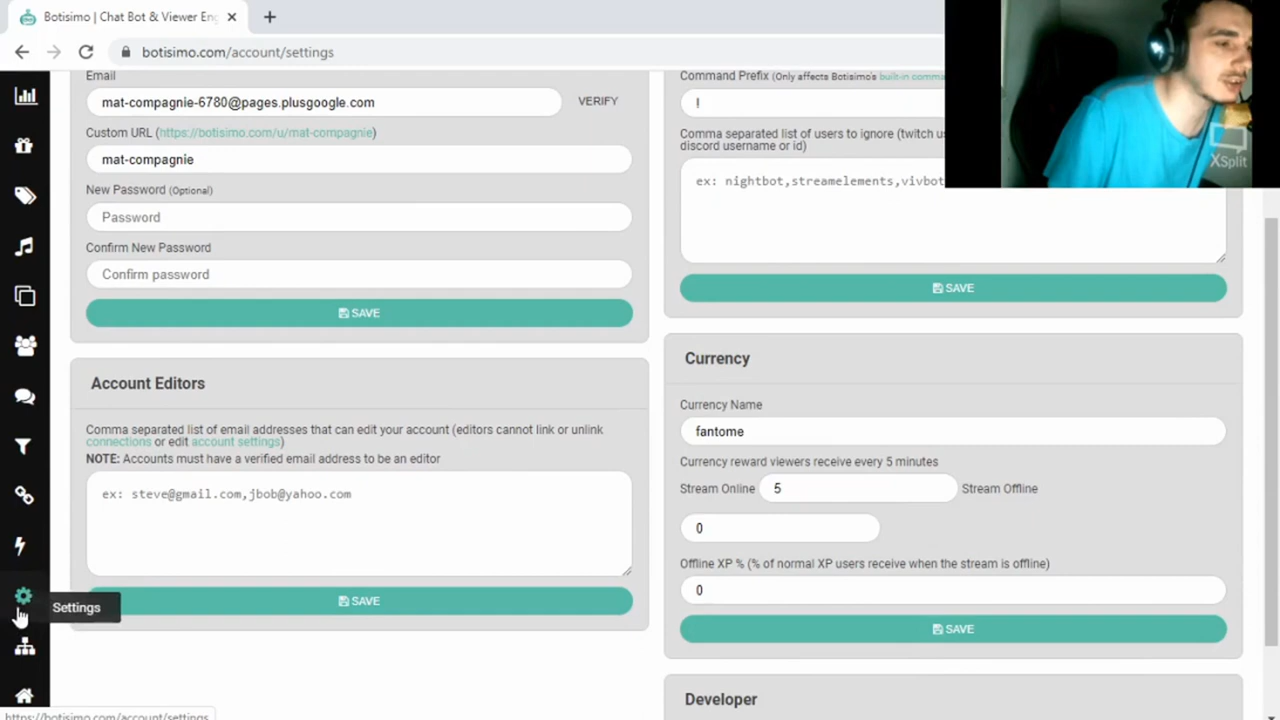 Botisimo | Chat Bot & Viewer Eng
botisimo.com/account/settings
Email
mat-compagnie-6780@pages.plusgoogle.com
VERIFY
Custom URL (https://botisimo.com/u/mat-compagnie)
mat-compagnie
New Password (Optional)
Password
Confirm New Password
Confirm password
SAVE
Account Editors
Comma separated list of email addresses that can edit your account (editors cannot link or unlink
connections or edit account settings)
NOTE: Accounts must have a verified email address to be an editor
ex: steve@gmail.com,jbob@yahoo.com
SAVE
Settings
https://botisimo.com/account/settings
Command Prefix (Only affects Botisimo's built-in comma
!
Comma separated list of users to ignore (twitch us
discord username or id)
ex: nightbot,streamelements,vivbot
SAVE
Currency
Currency Name
fantome
Currency reward viewers receive every 5 minutes
Stream Online 5 Stream Offline
0
Offline XP % (% of normal XP users receive when the stream is offline)
0
SAVE
Developer
XSplit